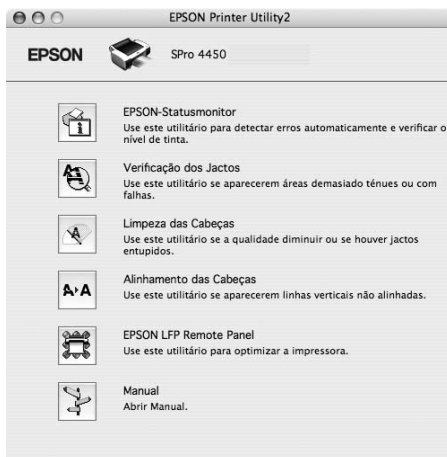 EPSON Printer Utility2
EPSON
SPro 4450
EPSON-Statusmonitor
Use este utilitário para detectar erros automaticamente e verificar o
nível de tinta.
Verificação dos Jactos
Use este utilitário se aparecerem áreas demasiado ténues ou com
falhas.
Limpeza das Cabeças
Use este utilitário se a qualidade diminuir ou se houver jactos
entupidos.
A▸A
Alinhamento das Cabeças
Use este utilitário se aparecerem linhas verticais não alinhadas.
EPSON LFP Remote Panel
Use este utilitário para optimizar a impressora.
Manual
Abrir Manual.